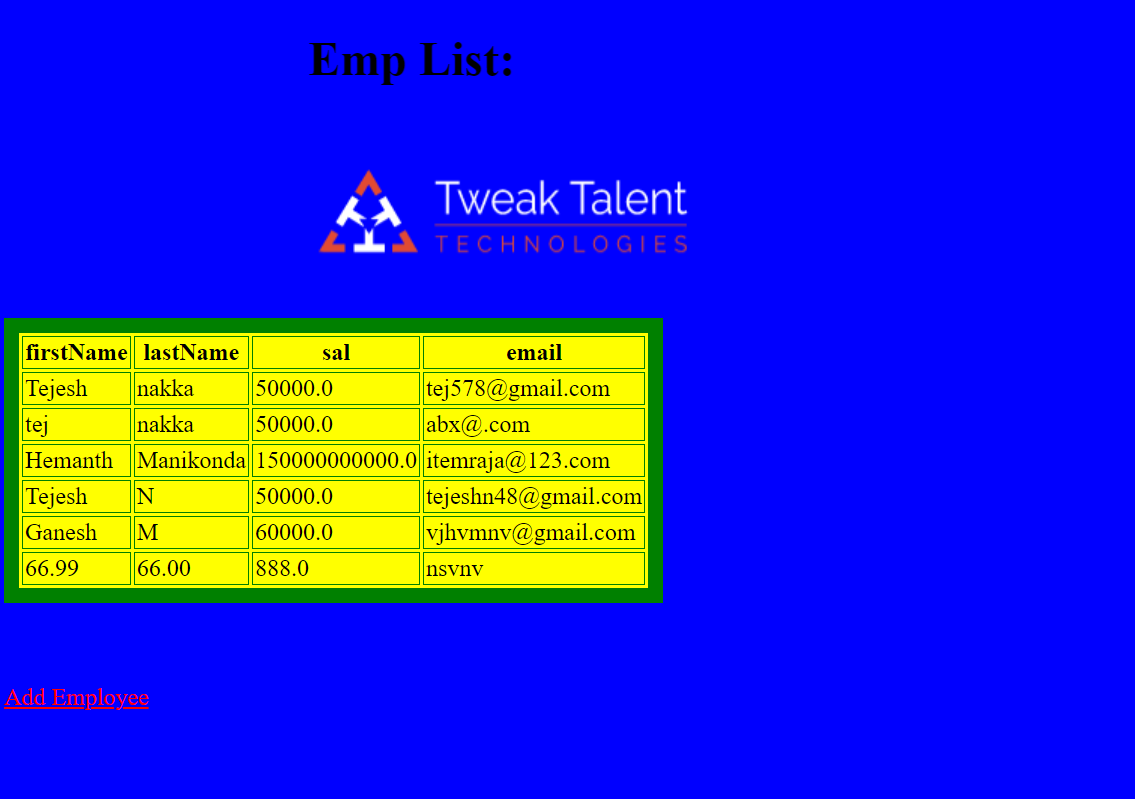 Emp List:
Tweak Talent
TECHNOLOGIES
firstName lastName sal email
Tejesh nakka 50000.0 tej578@gmail.com
tej nakka 50000.0 abx@.com
Hemanth Manikonda 150000000000.0 itemraja@123.com
Tejesh N 50000.0 tejeshn48@gmail.com
Ganesh M 60000.0 vjhvmnv@gmail.com
66.99 66.00 888.0 nsvnv
Add Employee